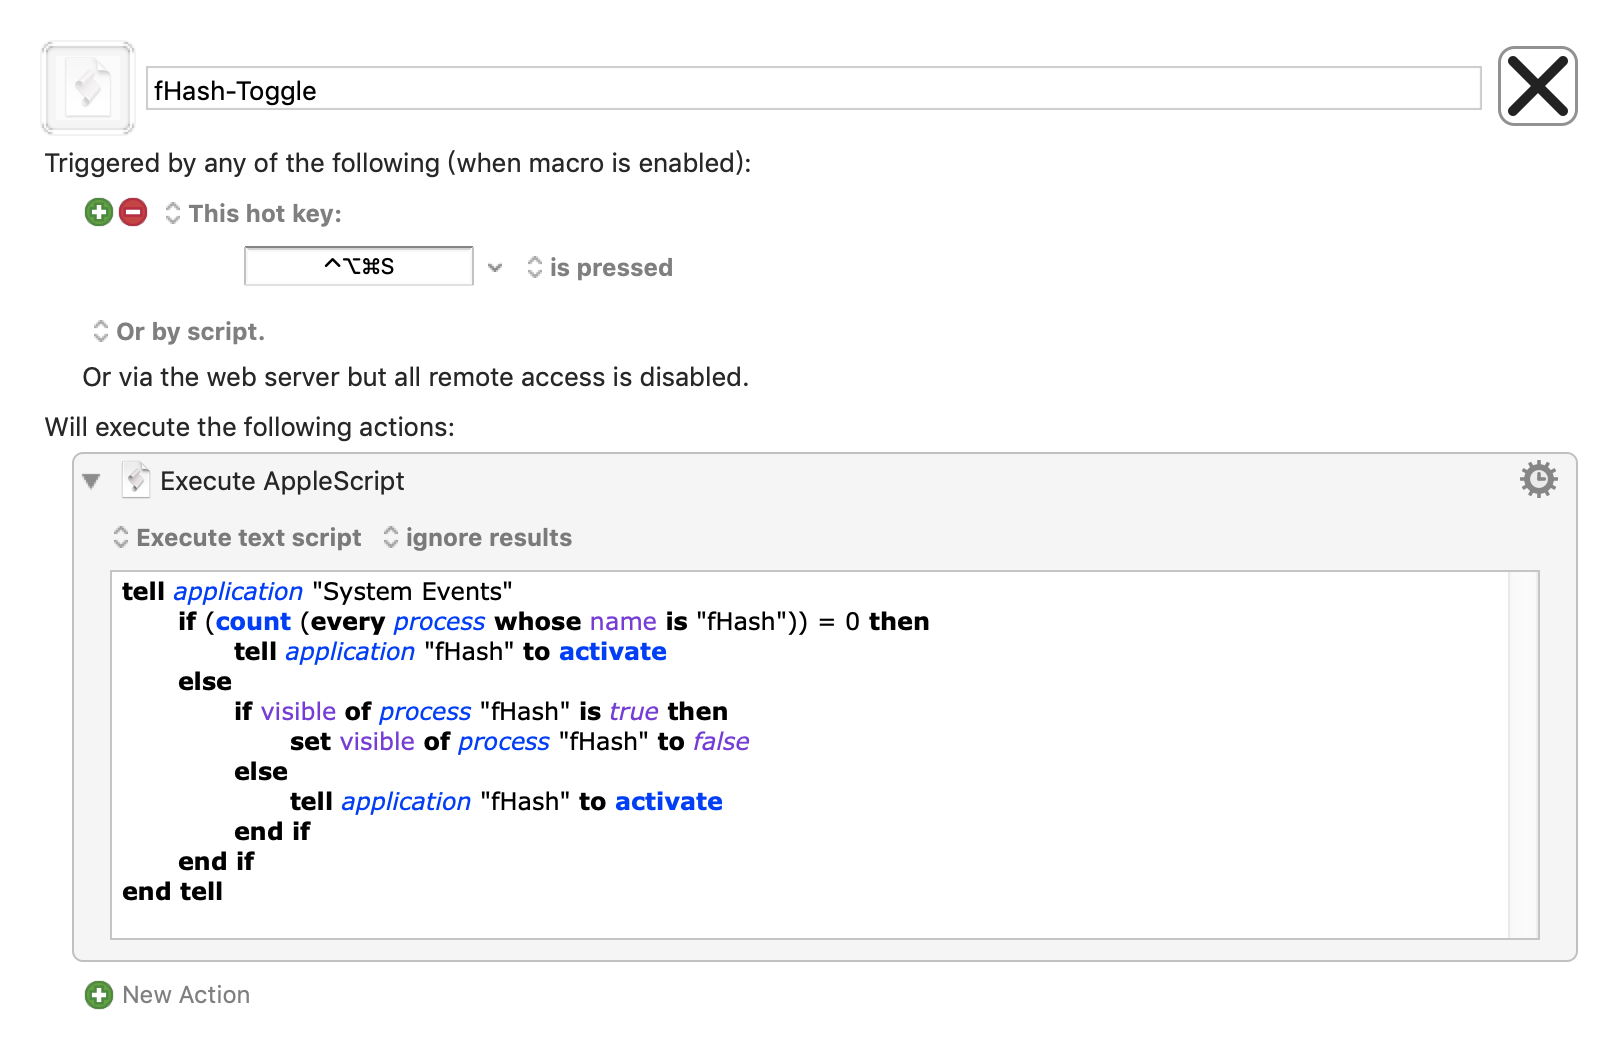 fHash-Toggle
Triggered by any of the following (when macro is enabled):
This hot key:
^⌥⌘S is pressed
Or by script.
Or via the web server but all remote access is disabled.
Will execute the following actions:
Execute AppleScript
Execute text script ignore results
tell application "System Events"
if (count (every process whose name is "fHash")) = 0 then
tell application "fHash" to activate
else
if visible of process "fHash" is true then
set visible of process "fHash" to false
else
tell application "fHash" to activate
end if
end if
end tell
New Action